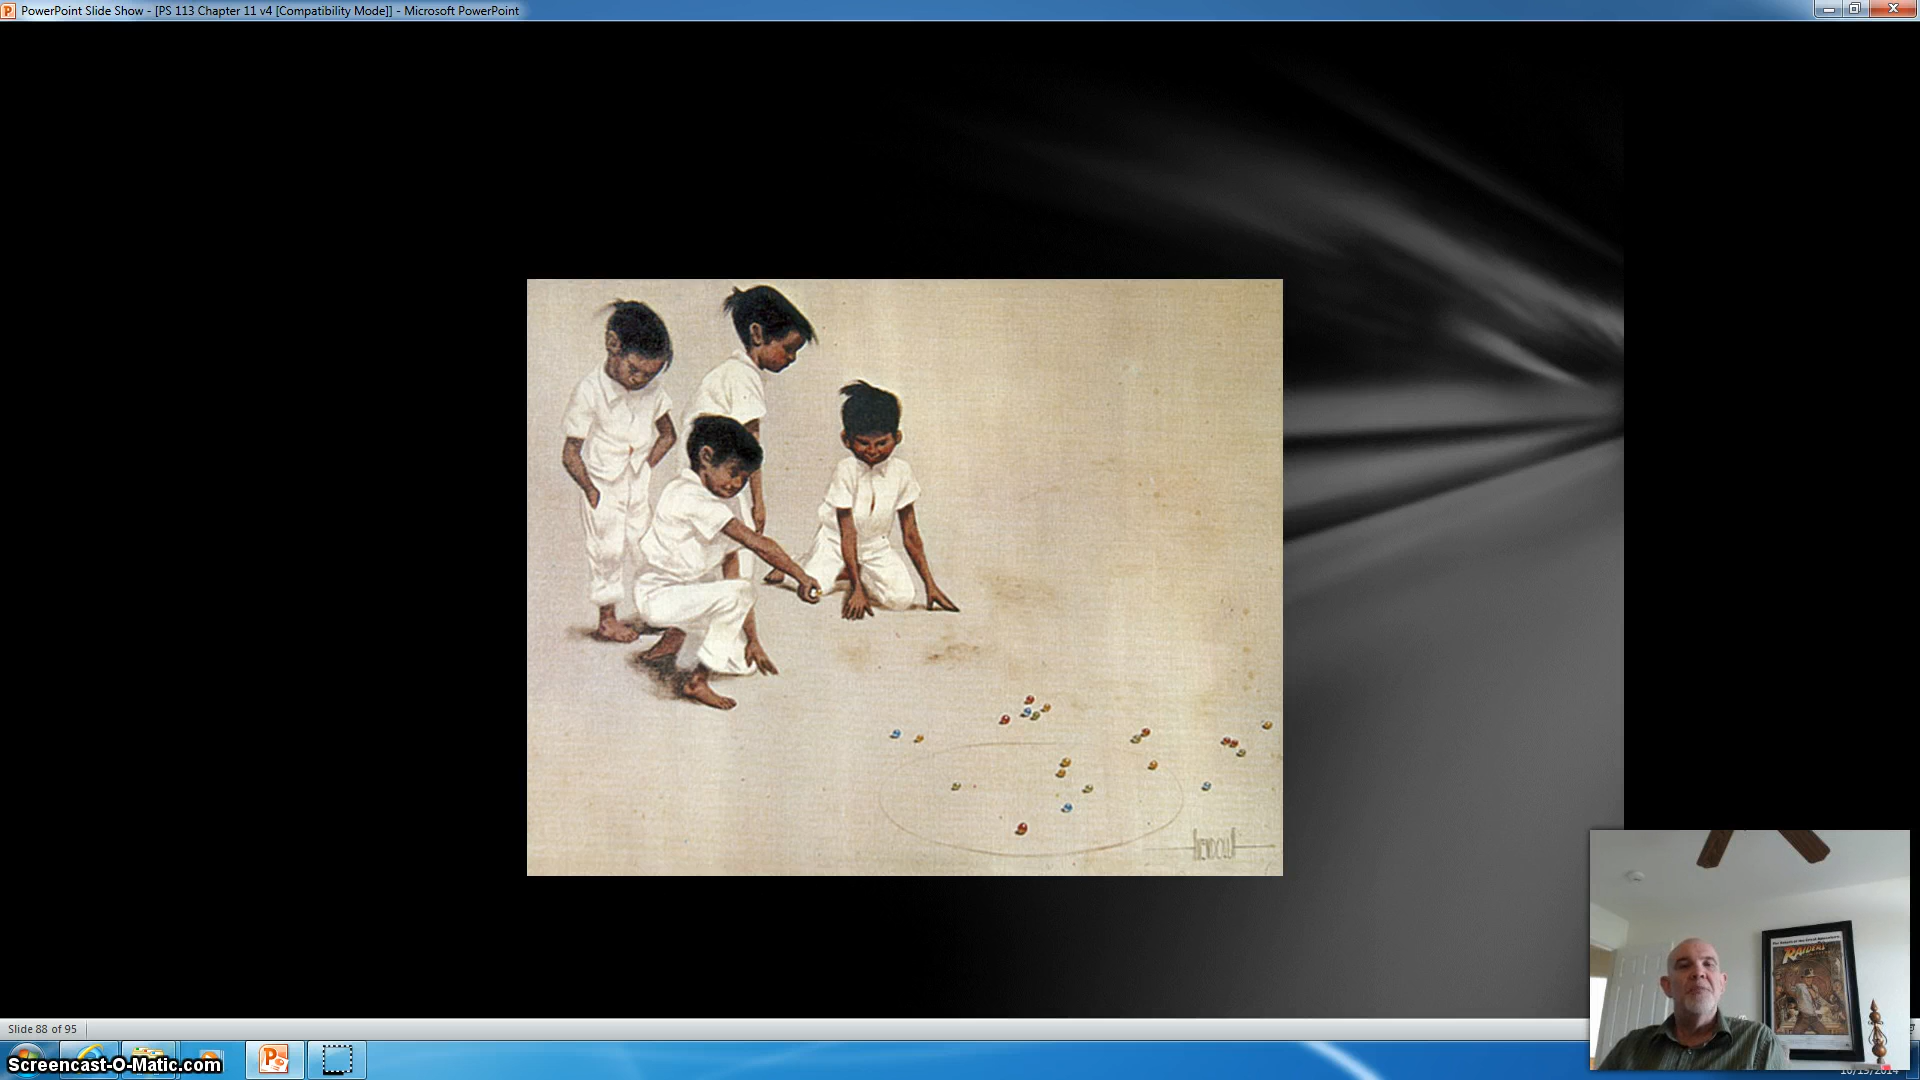 PowerPoint Slide Show - [PS 113 Chapter 11 v4 [Compatibility Mode]] - Microsoft PowerPoint
RAIDERS
Slide 88 of 95
Screencast-O-Matic.com